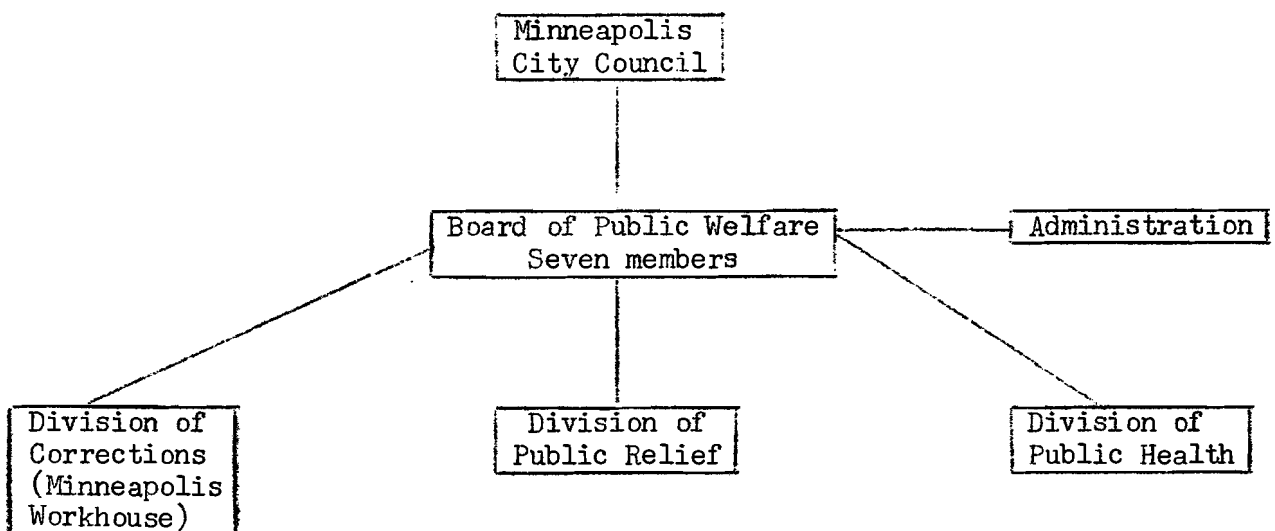 Minneapolis
City Council
Board of Public Welfare
Seven members
Administration
Division of
Corrections
(Minneapolis
Workhouse)
Division of
Public Relief
Division of
Public Health